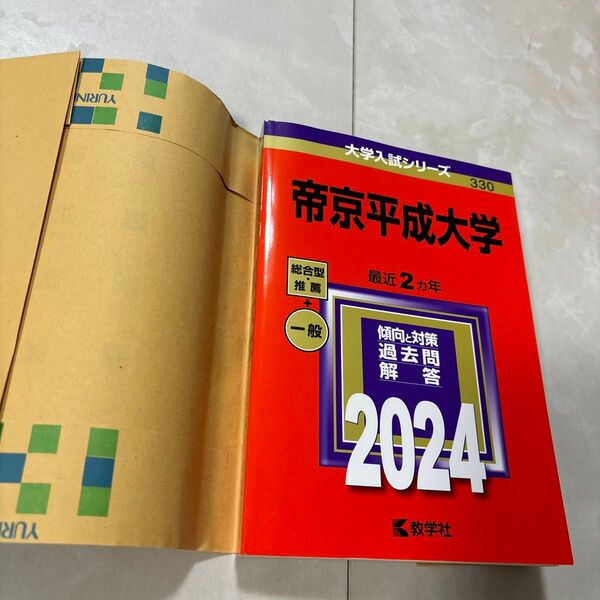 YURIN
大学入試シリーズ
330
帝京平成大学
最近2カ年
総合型・
推薦
+
一般
傾向と対策
過去問
解答
2024
教学社
YURIN